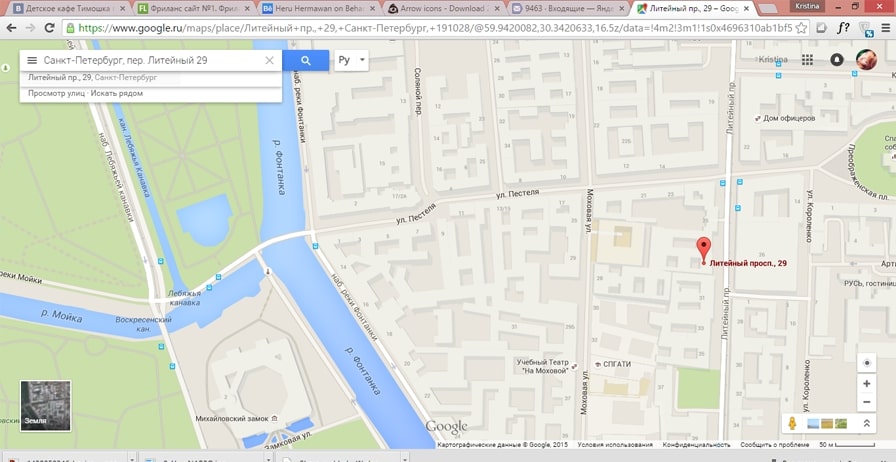 Детское кафе Тимошка
Фриланс сайт №1. Фри
Heru Hermawan on Beha
Arrow icons - Download
9463 - Входящие — Янде
Литейный пр., 29 – Goo
Kristina
https://www.google.ru/maps/place/Литейный+пр.,+29,+Санкт-Петербург,+191028/@59.9420082,30.3420633,16.5z/data=!4m2!3m1!1s0x4696310ab1bf5
Санкт-Петербург, пер. Литейный 29
Ру
Литейный пр., 29, Санкт-Петербург
Просмотр улиц · Искать рядом
Kristina
Соляной пер.
Дом офицеров
Литейный пр.
Преображенская пл.
наб. реки Фонтанки
р. Фонтанка
кан. Лебяжья Канавка
наб. Лебяжьей Канавки
ул. Пестеля
ул. Пестеля
Моховая ул.
ул. Короленко
Литейный просп., 29
РУСЬ, гостиниц
реки Мойки
Лебяжья канавка
р. Мойка
Воскресенский кан.
наб. реки Фонтанки
р. Фонтанка
Литейный пр.
Учебный Театр "На Моховой"
СПГАТИ
Моховая ул.
ул. Короленко
Михайловский замок
Замковая ул.
Земля
Google
Картографические данные © Google, 2015
Условия использования
Конфиденциальность
Сообщить о проблеме
50 м